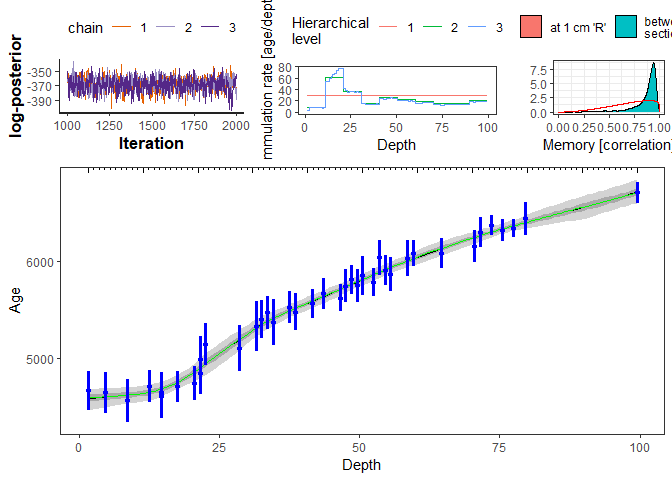 chain 1 2 3
log-posterior
-350
-370
-390
1000 1250 1500 1750 2000
Iteration
Hierarchical
level 1 2 3
mmulation rate [age/dept
80
60
40
20
0
0 25 50 75 100
Depth
at 1 cm 'R' betw
section
7.5
5.0
2.5
0.0
0.00 0.25 0.50 0.75 1.00
Memory [correlation]
Age
6000
5000
0 25 50 75 100
Depth